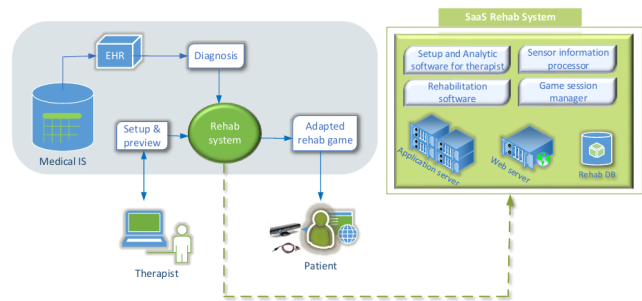 SaaS Rehab System
EHR
Diagnosis
Medical IS
Setup &
preview
Rehab
system
Adapted
rehab game
Therapist
Patient
Setup and Analytic
software for therapist
Sensor information
processor
Rehabilitation
software
Game session
manager
Application server
Web server
Rehab DB